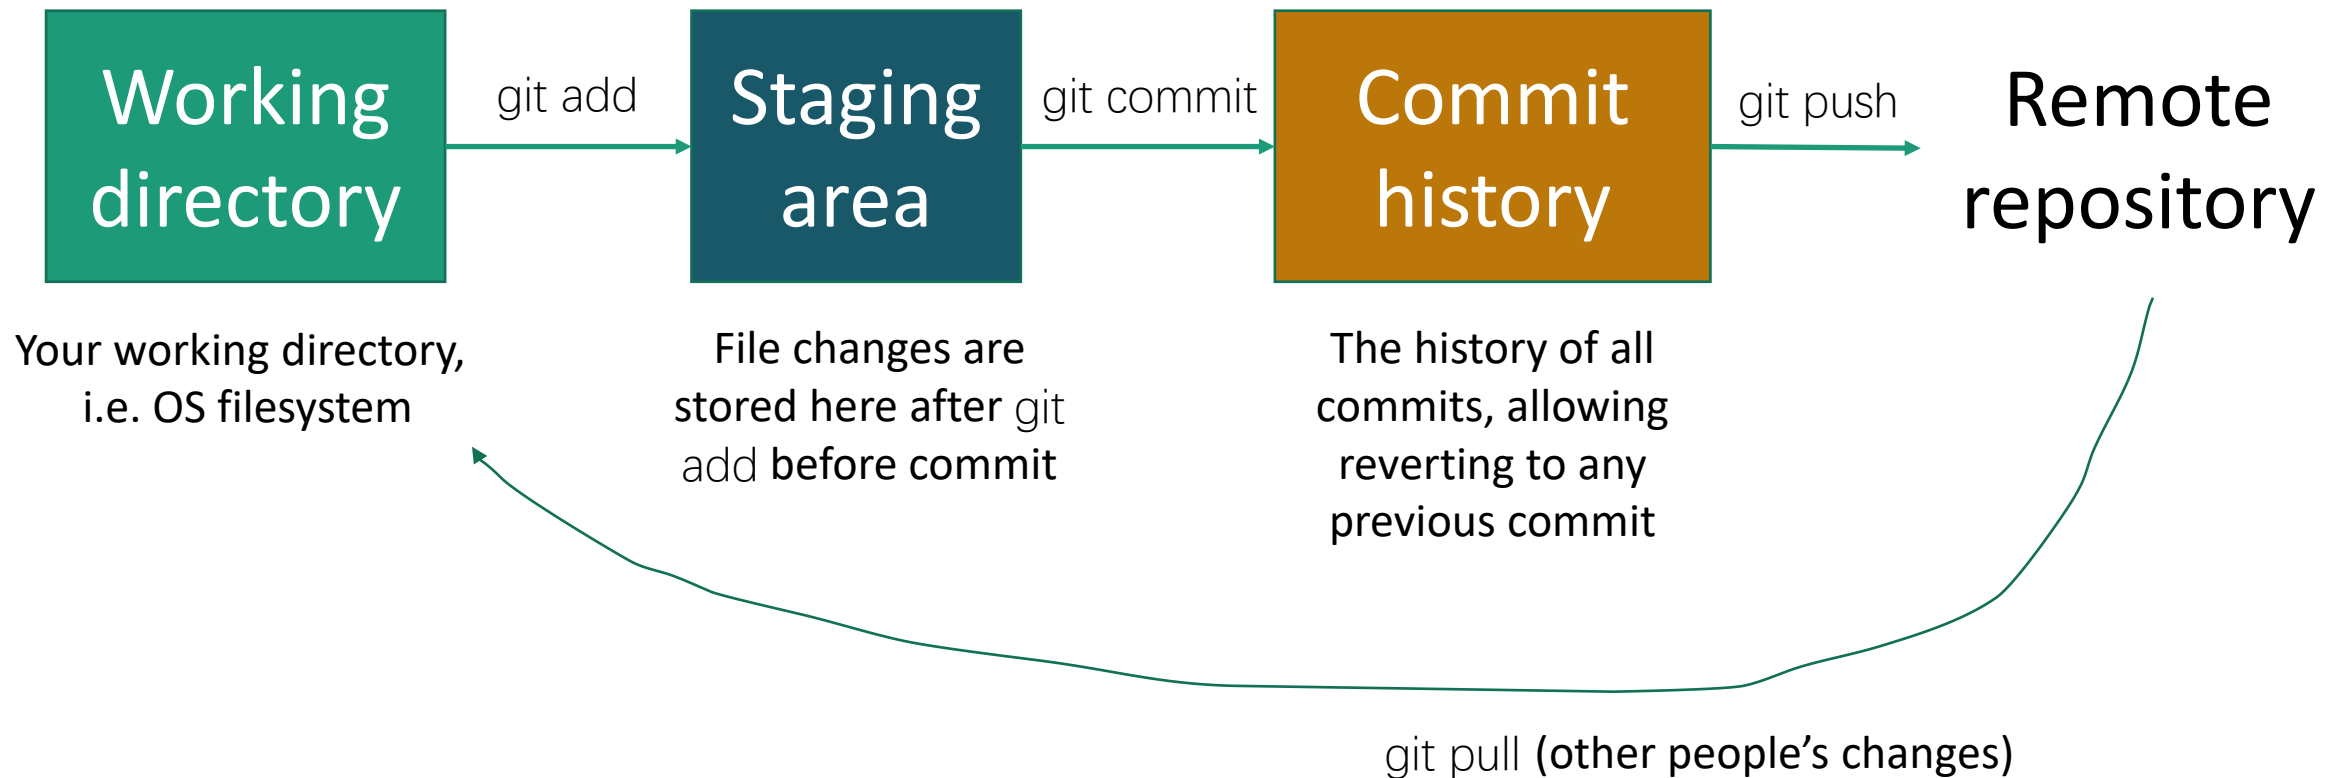 Working
directory
git add
Staging
area
git commit
Commit
history
git push
Remote
repository
Your working directory,
i.e. OS filesystem
File changes are
stored here after git
add before commit
The history of all
commits, allowing
reverting to any
previous commit
git pull (other people’s changes)